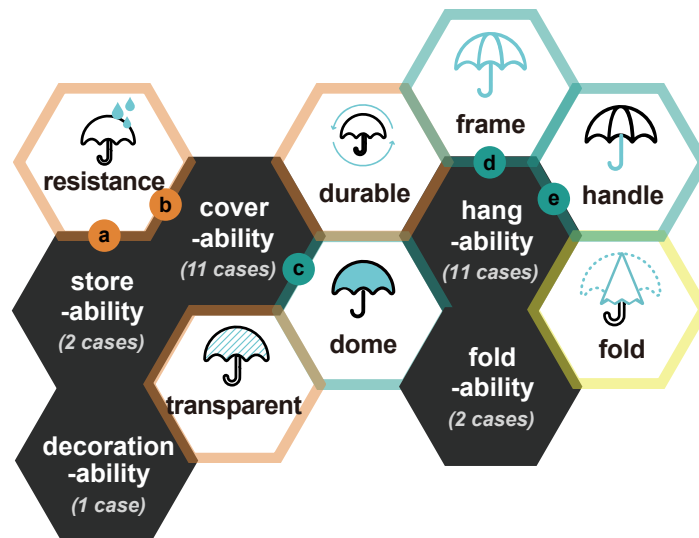 frame
resistance
durable
handle
d
b
e
a
cover
-ability
(11 cases)
hang
-ability
(11 cases)
c
store
-ability
(2 cases)
dome
fold
fold
-ability
(2 cases)
transparent
decoration
-ability
(1 case)